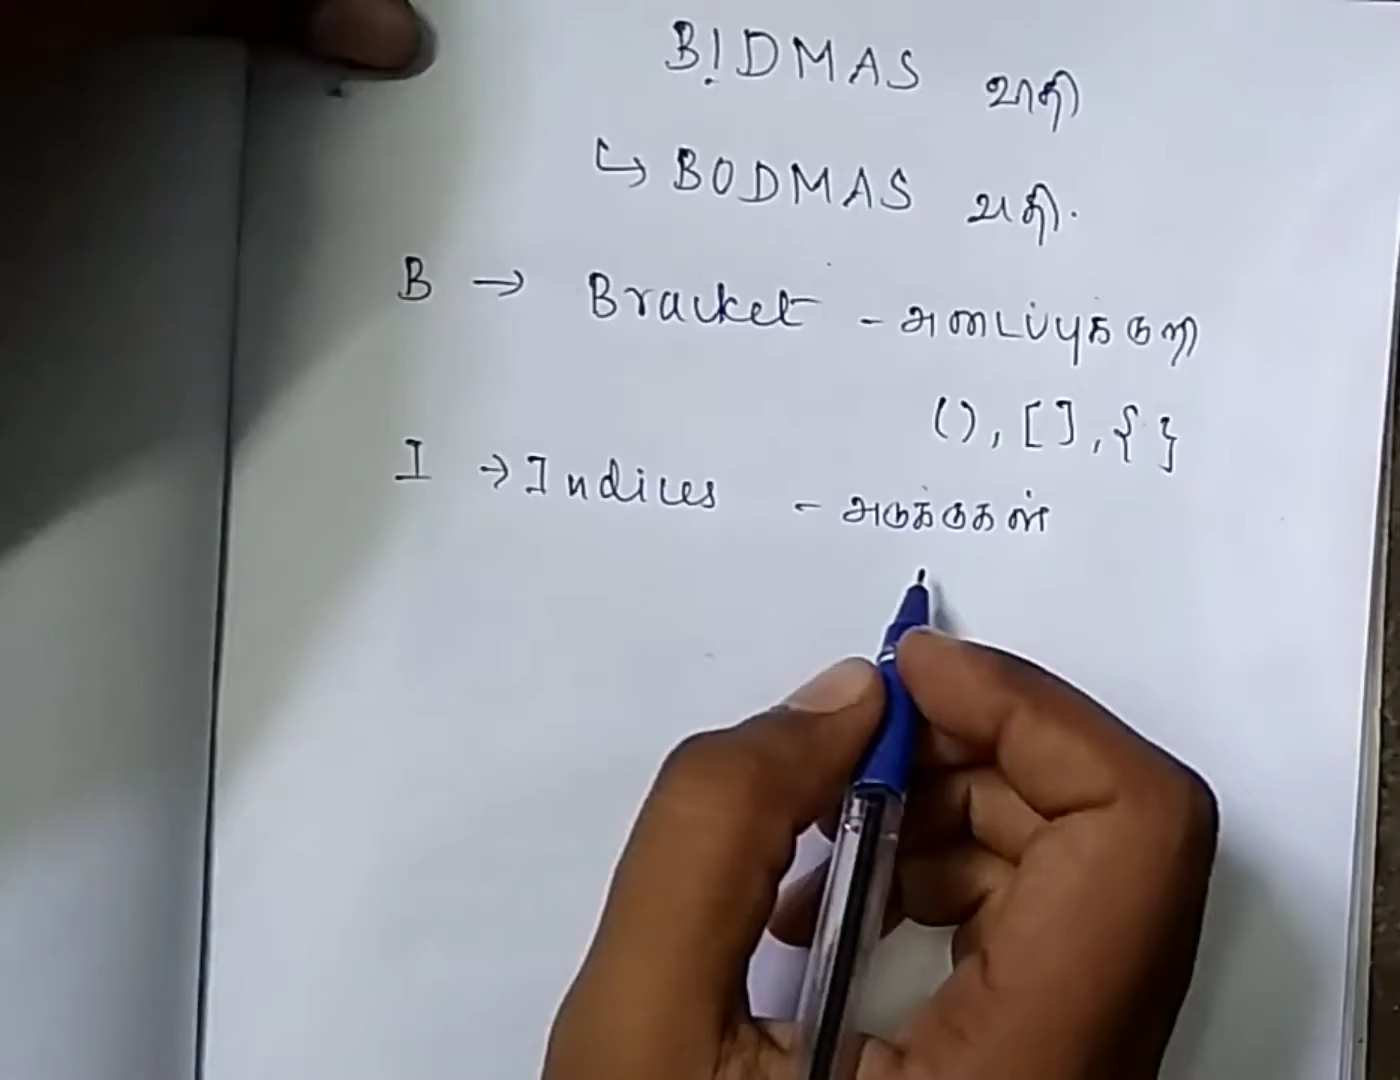 BIDMAS விதி
↳ BODMAS விதி.
B → Bracket - அடைப்புக்குறி
(), [], { }
I → Indices - அடுக்குகள்